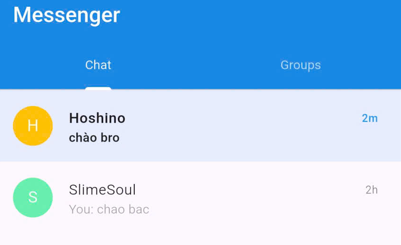 Messenger
Chat
Groups
H
Hoshino
2m
chào bro
S
SlimeSoul
2h
You: chao bac